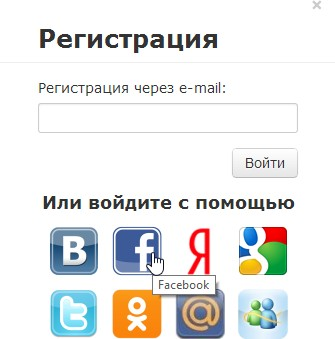 ×
Регистрация
Регистрация через e-mail:
Войти
Или войдите с помощью
В f Я g
Facebook
t @